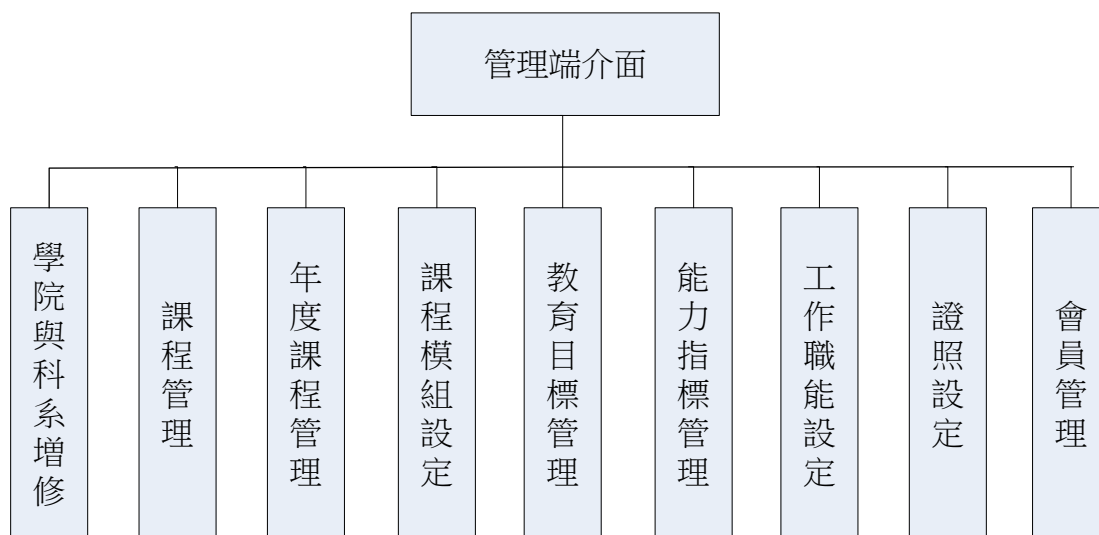 管理端介面
學院與科系增修
課程管理
年度課程管理
課程模組設定
教育目標管理
能力指標管理
工作職能設定
證照設定
會員管理